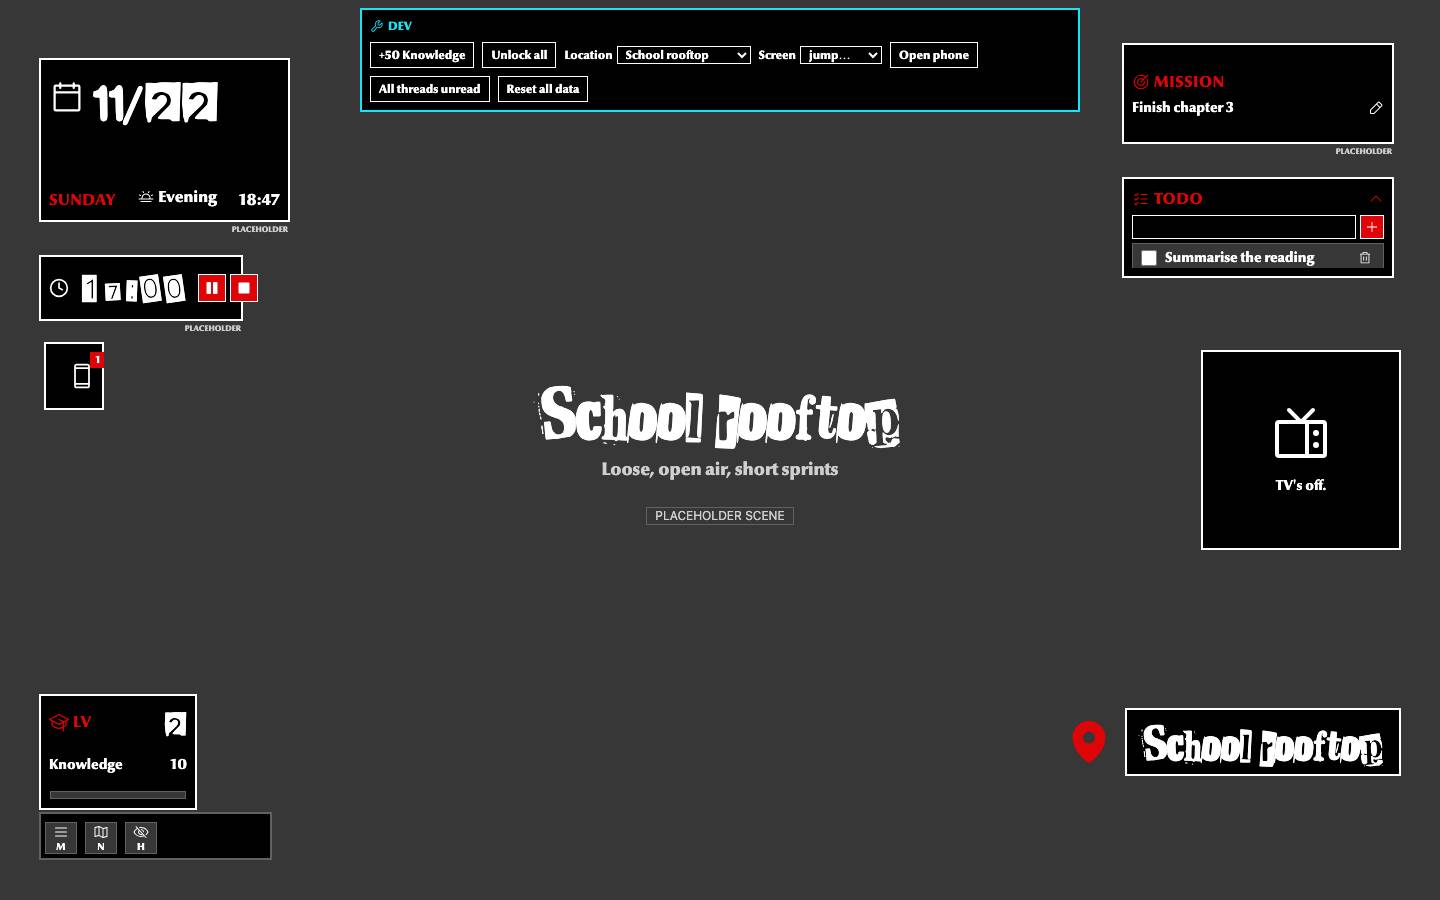 DEV
+50 Knowledge Unlock all Location School rooftop Screen jump... Open phone
All threads unread Reset all data
11/22
SUNDAY Evening 18:47
PLACEHOLDER
17:00
PLACEHOLDER
1
MISSION
Finish chapter 3
PLACEHOLDER
TODO
+
Summarise the reading
School rooftop
Loose, open air, short sprints
PLACEHOLDER SCENE
TV's off.
LV 2
Knowledge 10
M N H
School rooftop